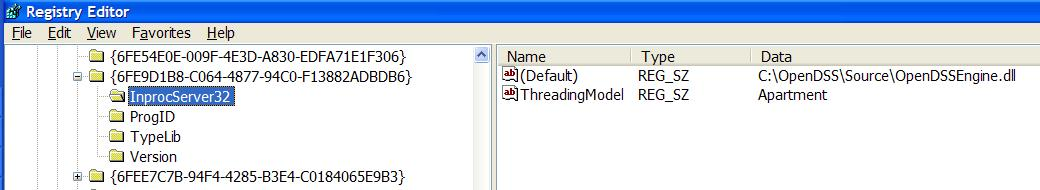 Registry Editor
File Edit View Favorites Help
{6FE54E0E-009F-4E3D-A830-EDFA71E1F306}
{6FE9D1B8-C064-4877-94C0-F13882ADBDB6}
InprocServer32
ProgID
TypeLib
Version
{6FEE7C7B-94F4-4285-B3E4-C0184065E9B3}
Name Type Data
ab (Default) REG_SZ C:\OpenDSS\Source\OpenDSSEngine.dll
ab ThreadingModel REG_SZ Apartment